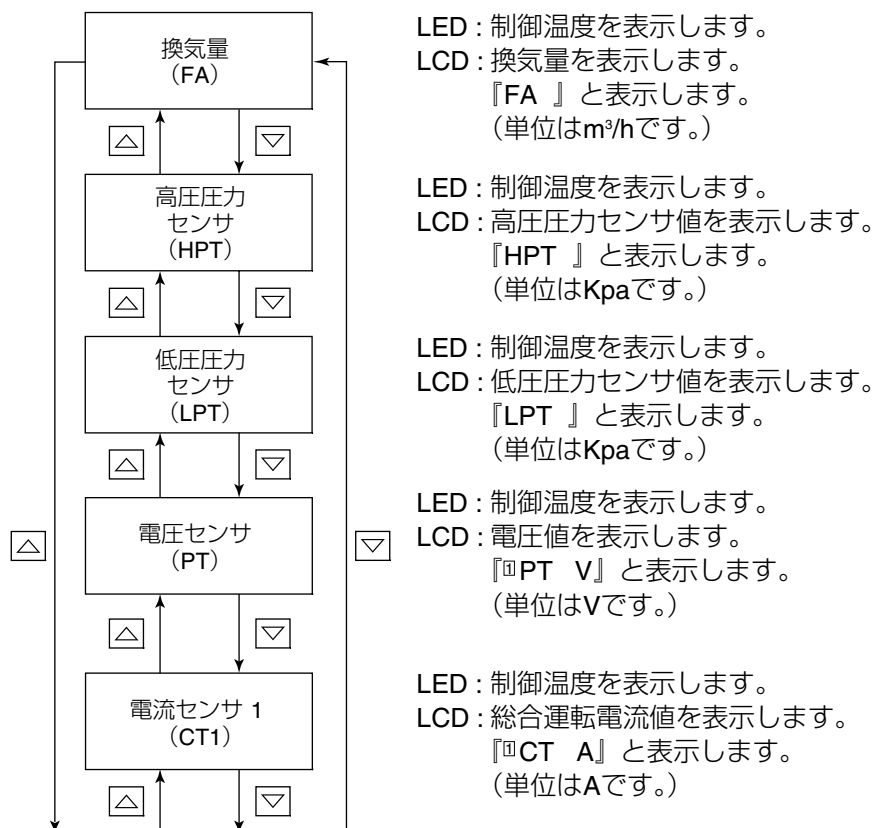 換気量
（FA）
LED : 制御温度を表示します。
LCD : 換気量を表示します。
『FA 』と表示します。
（単位はm³/hです。）
△ ▽
高圧圧力
センサ
（HPT）
LED : 制御温度を表示します。
LCD : 高圧圧力センサ値を表示します。
『HPT 』と表示します。
（単位はKpaです。）
△ ▽
低圧圧力
センサ
（LPT）
LED : 制御温度を表示します。
LCD : 低圧圧力センサ値を表示します。
『LPT 』と表示します。
（単位はKpaです。）
△ ▽
電圧センサ
（PT）
LED : 制御温度を表示します。
LCD : 電圧値を表示します。
『1PT V』と表示します。
（単位はVです。）
△ ▽
△ ▽
電流センサ 1
（CT1）
LED : 制御温度を表示します。
LCD : 総合運転電流値を表示します。
『1CT A』と表示します。
（単位はAです。）
△ ▽